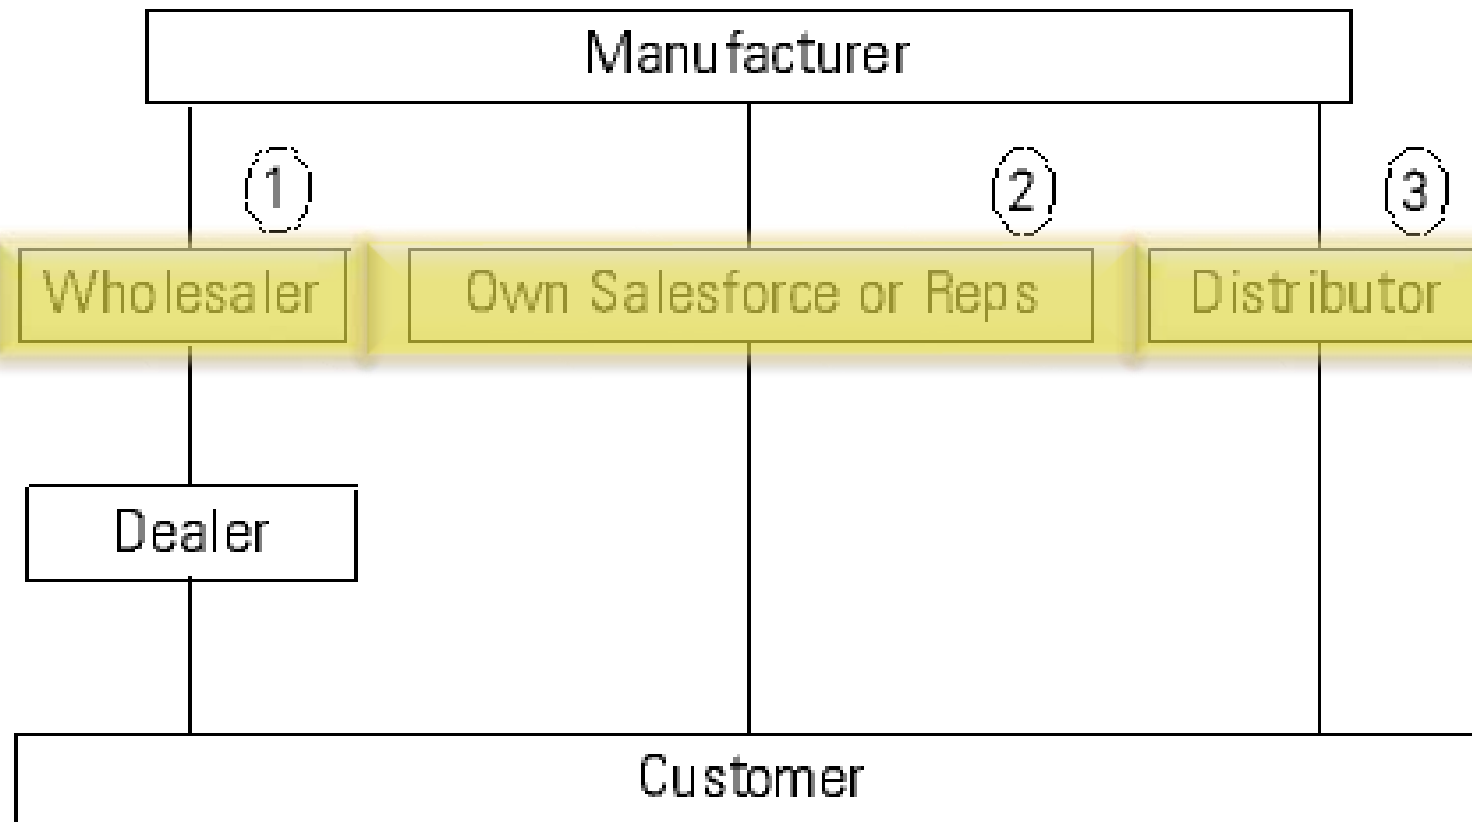 Manufacturer
1 2 3
Wholesaler Own Salesforce or Reps Distributor
Dealer
Customer